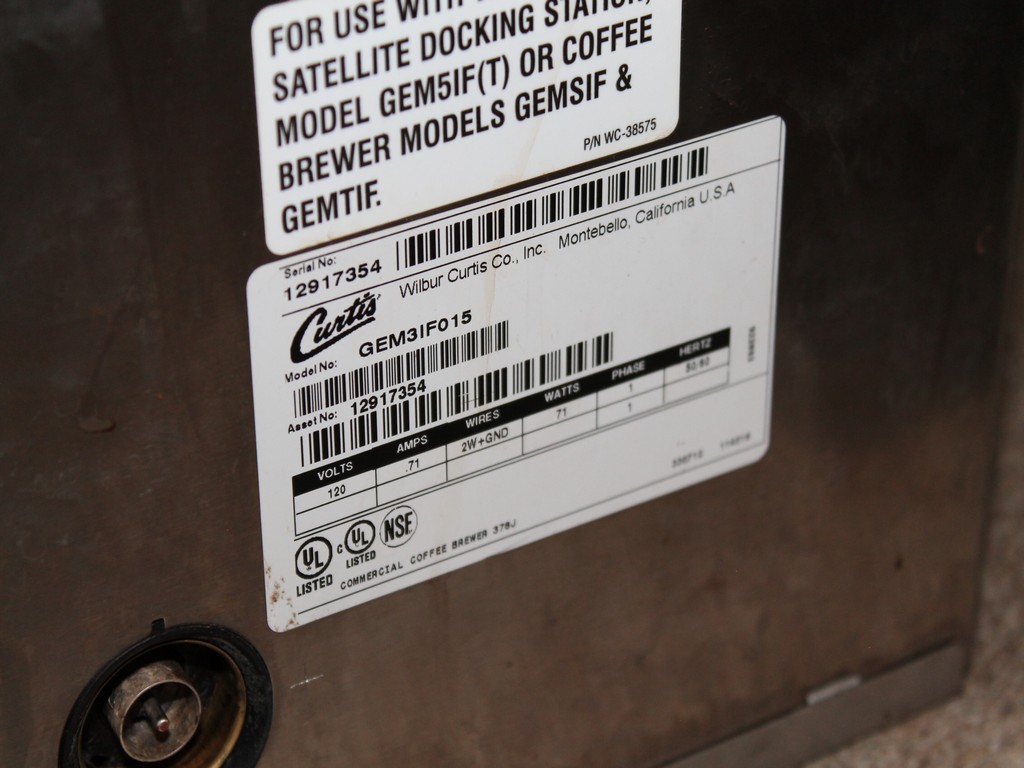 FOR USE WITH
SATELLITE DOCKING STATION,
MODEL GEM5IF(T) OR COFFEE
BREWER MODELS GEMSIF &
GEMTIF.
P/N WC-38575
Serial No:
12917354
Curtis
Wilbur Curtis Co., Inc. Montebello, California U.S.A
Model No:
GEM3IF015
Asset No: 12917354
VOLTS AMPS WIRES WATTS PHASE HERTZ
120 .71 2W+GND 71 1 50/60
1
UL LISTED
C UL LISTED
NSF
COMMERCIAL COFFEE BREWER 378J